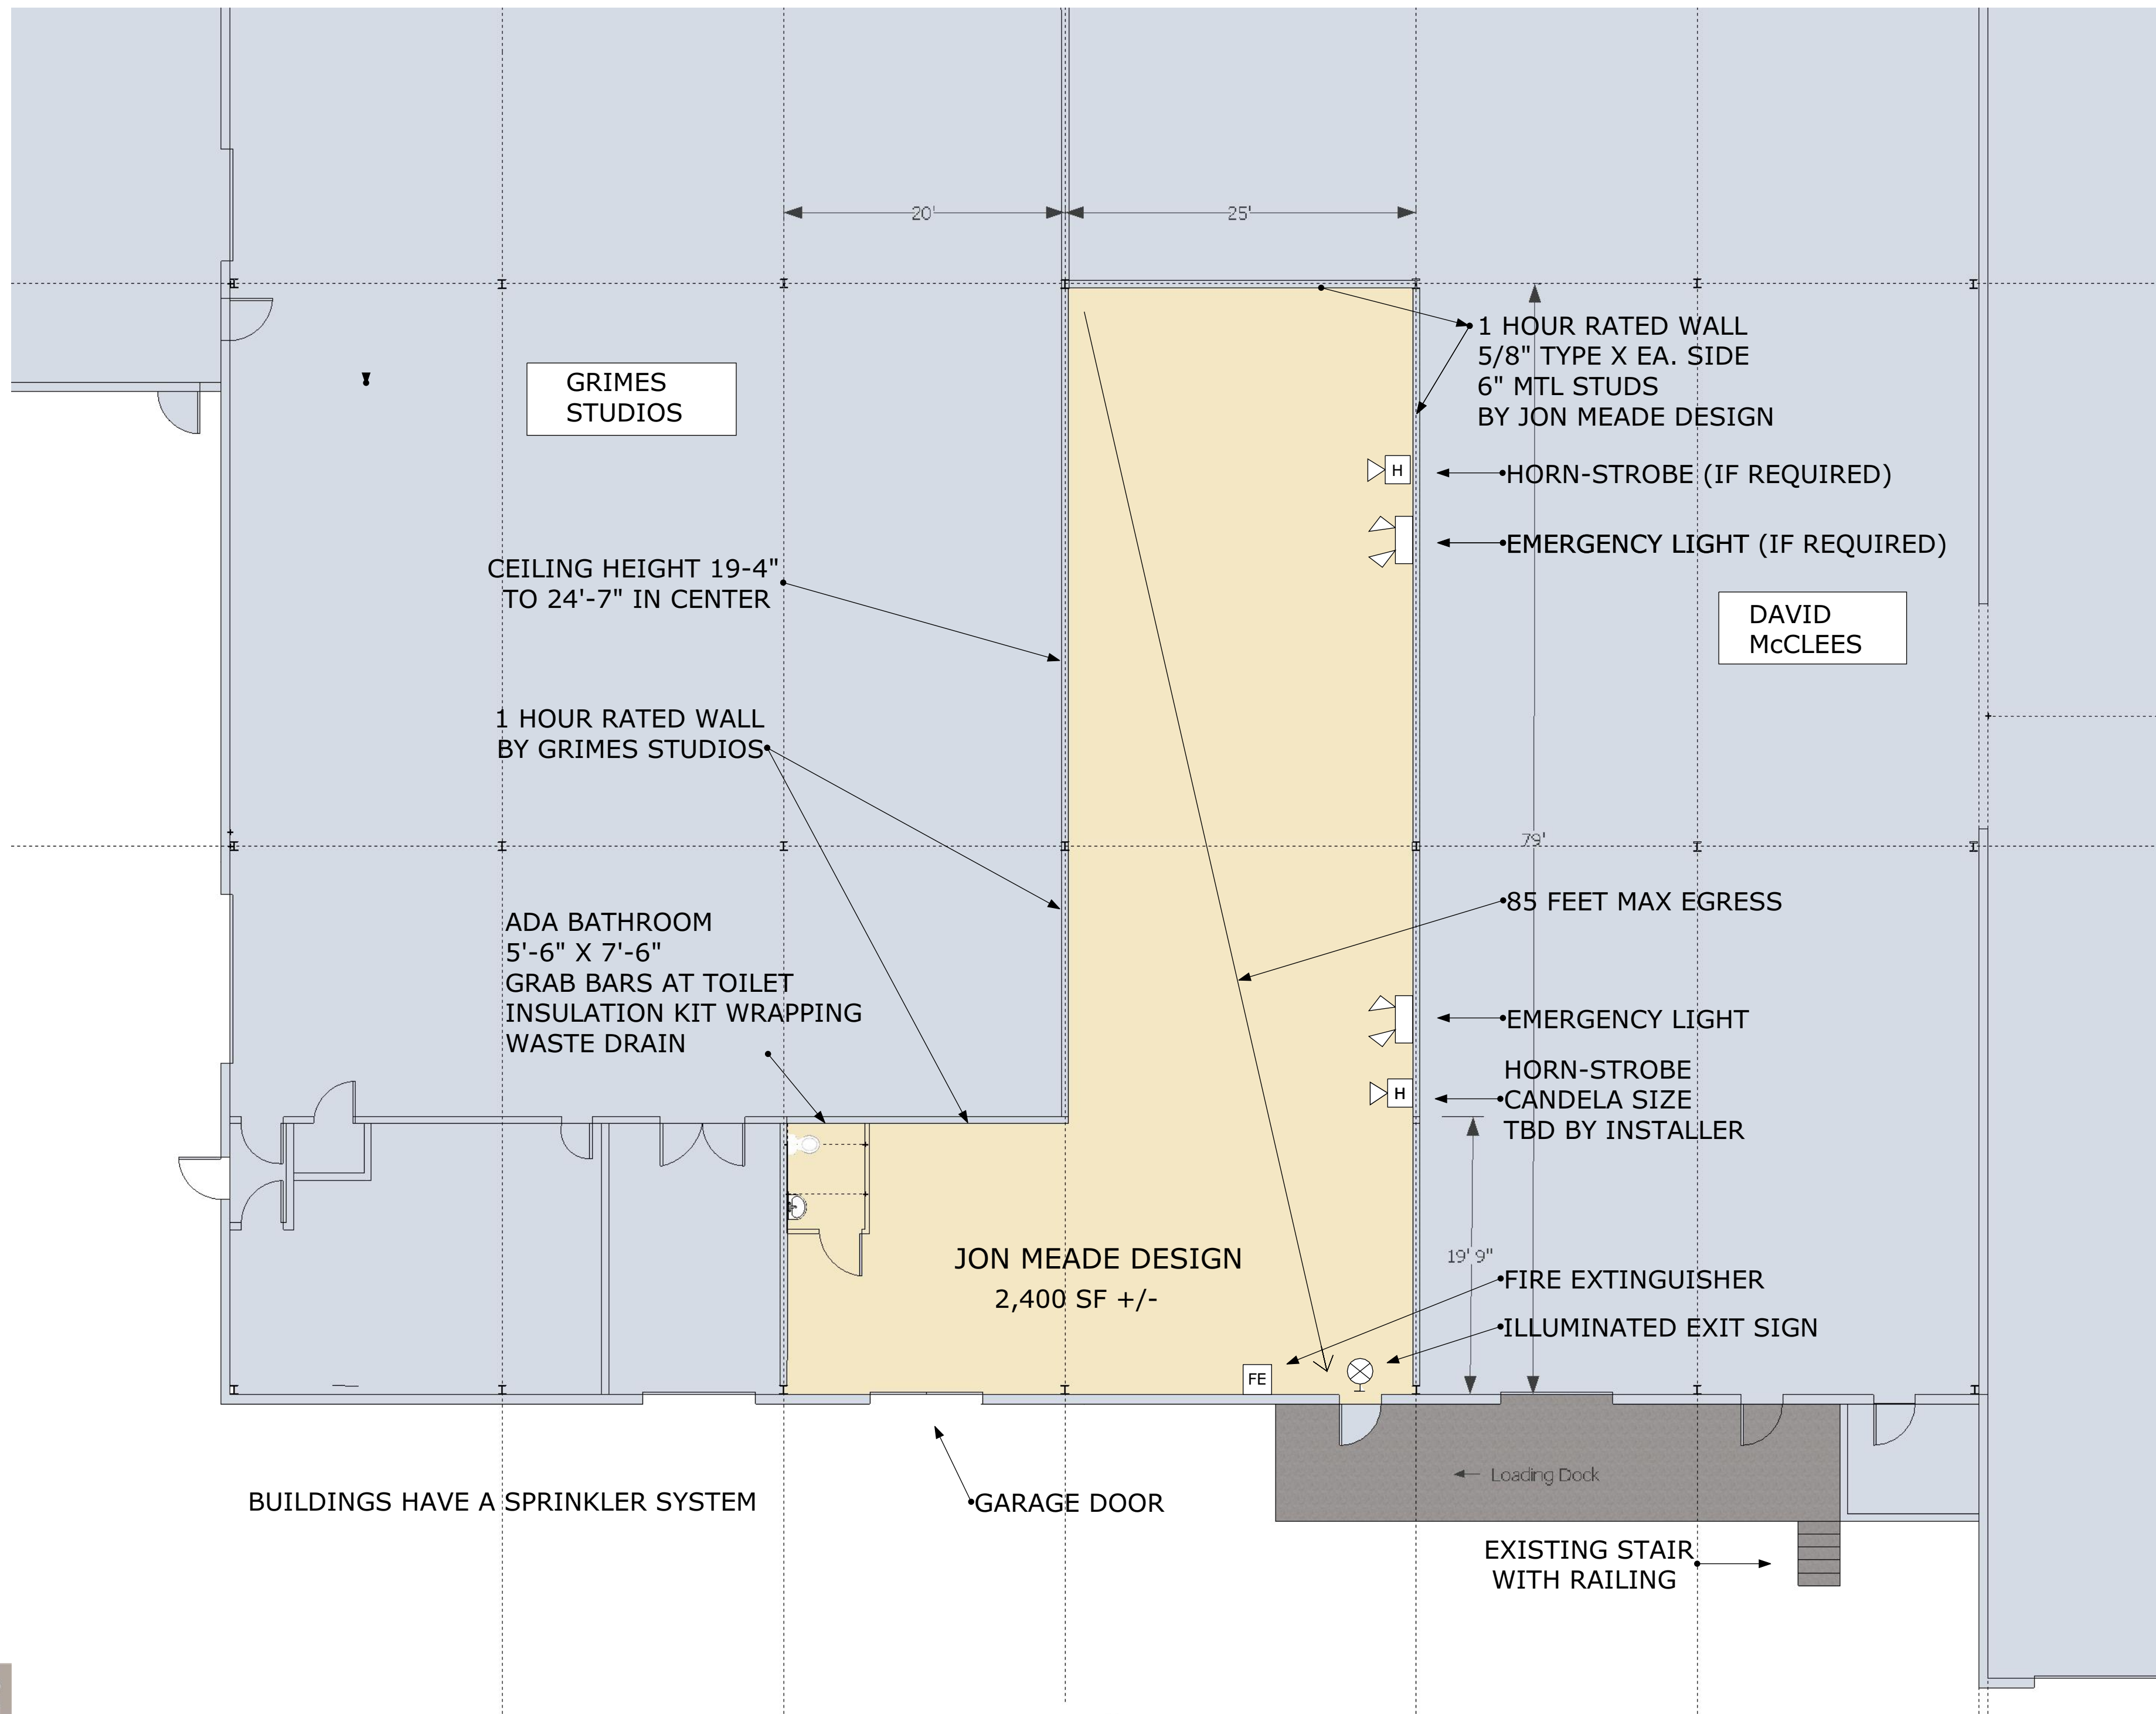 20'
25'
1 HOUR RATED WALL
5/8" TYPE X EA. SIDE
6" MTL STUDS
BY JON MEADE DESIGN
GRIMES
STUDIOS
H
HORN-STROBE (IF REQUIRED)
EMERGENCY LIGHT (IF REQUIRED)
CEILING HEIGHT 19-4"
TO 24'-7" IN CENTER
DAVID
McCLEES
1 HOUR RATED WALL
BY GRIMES STUDIOS
79'
85 FEET MAX EGRESS
ADA BATHROOM
5'-6" X 7'-6"
GRAB BARS AT TOILET
INSULATION KIT WRAPPING
WASTE DRAIN
EMERGENCY LIGHT
H
HORN-STROBE
CANDELA SIZE
TBD BY INSTALLER
19' 9"
JON MEADE DESIGN
2,400 SF +/-
FIRE EXTINGUISHER
ILLUMINATED EXIT SIGN
FE
Loading Dock
BUILDINGS HAVE A SPRINKLER SYSTEM
GARAGE DOOR
EXISTING STAIR
WITH RAILING